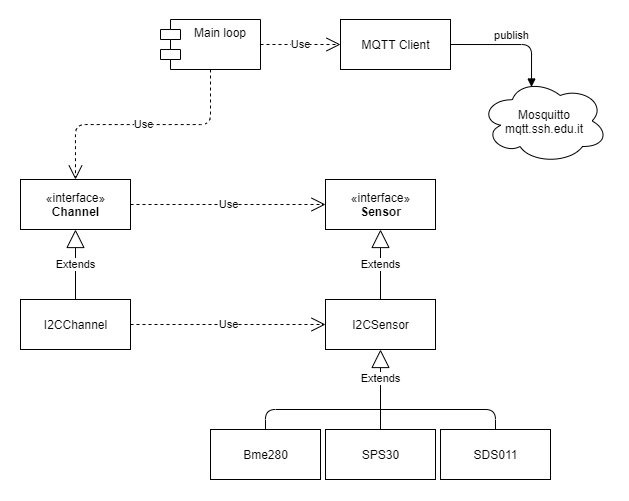 Main loop
Use
MQTT Client
publish
Mosquitto
mqtt.ssh.edu.it
Use
«interface»
Channel
Use
«interface»
Sensor
Extends
Extends
I2CChannel
Use
I2CSensor
Extends
Bme280
SPS30
SDS011